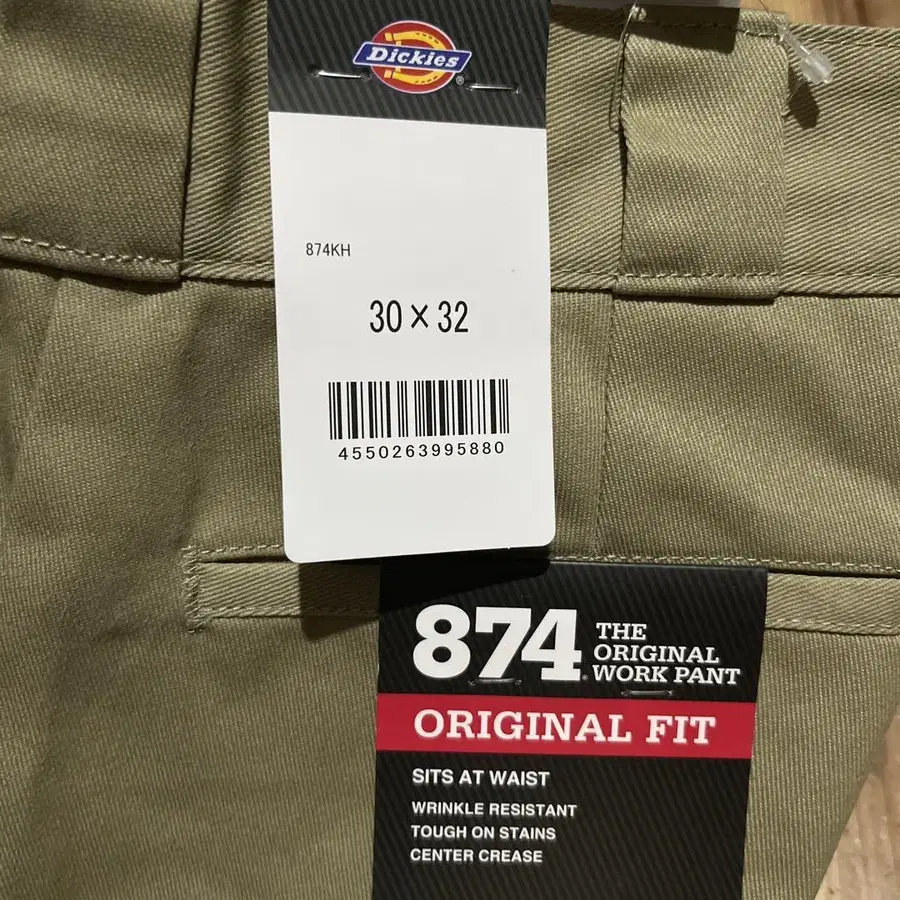 Dickies
®
874KH
30×32
4550263995880
874® THE
ORIGINAL
WORK PANT
ORIGINAL FIT
SITS AT WAIST
WRINKLE RESISTANT
TOUGH ON STAINS
CENTER CREASE